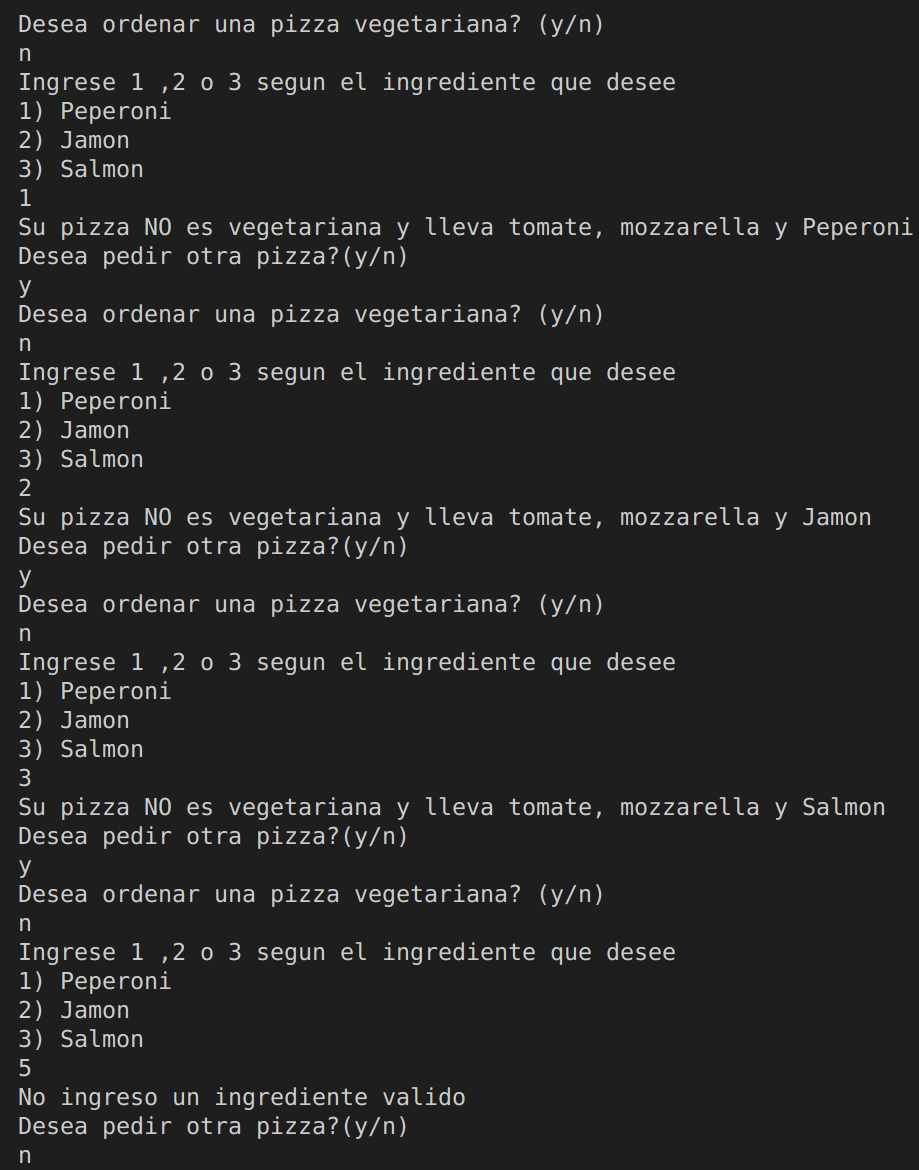 Desea ordenar una pizza vegetariana? (y/n)
n
Ingrese 1 ,2 o 3 segun el ingrediente que desee
1) Peperoni
2) Jamon
3) Salmon
1
Su pizza NO es vegetariana y lleva tomate, mozzarella y Peperoni
Desea pedir otra pizza?(y/n)
y
Desea ordenar una pizza vegetariana? (y/n)
n
Ingrese 1 ,2 o 3 segun el ingrediente que desee
1) Peperoni
2) Jamon
3) Salmon
2
Su pizza NO es vegetariana y lleva tomate, mozzarella y Jamon
Desea pedir otra pizza?(y/n)
y
Desea ordenar una pizza vegetariana? (y/n)
n
Ingrese 1 ,2 o 3 segun el ingrediente que desee
1) Peperoni
2) Jamon
3) Salmon
3
Su pizza NO es vegetariana y lleva tomate, mozzarella y Salmon
Desea pedir otra pizza?(y/n)
y
Desea ordenar una pizza vegetariana? (y/n)
n
Ingrese 1 ,2 o 3 segun el ingrediente que desee
1) Peperoni
2) Jamon
3) Salmon
5
No ingreso un ingrediente valido
Desea pedir otra pizza?(y/n)
n